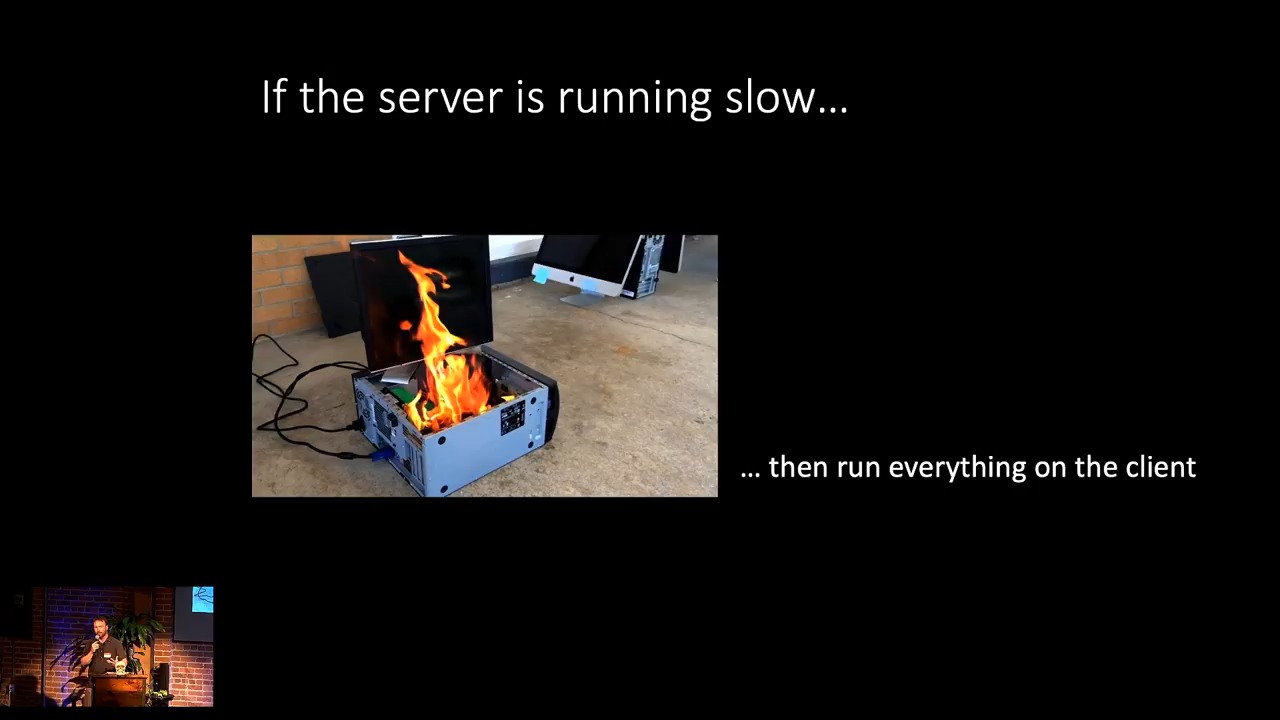 If the server is running slow...
... then run everything on the client